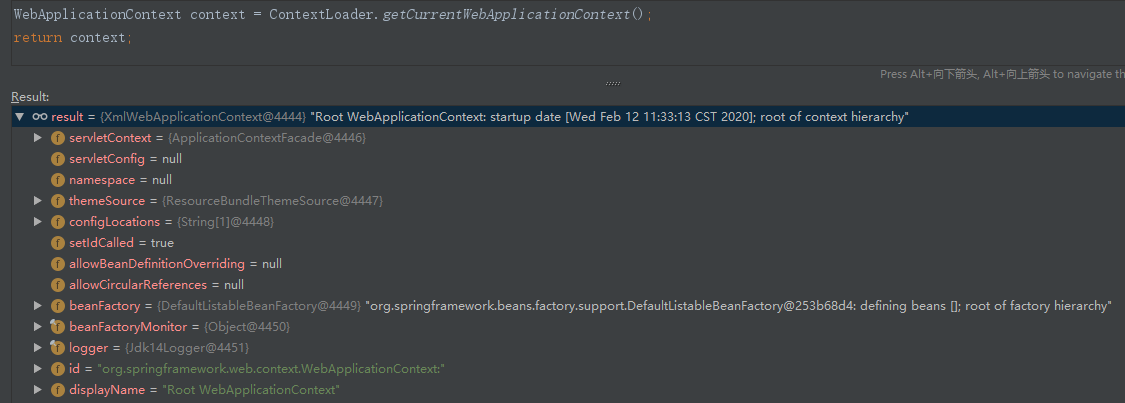 WebApplicationContext context = ContextLoader.getCurrentWebApplicationContext();
return context;
Press Alt+向下箭头, Alt+向上箭头 to navigate th
Result:
result = {XmlWebApplicationContext@4444} "Root WebApplicationContext: startup date [Wed Feb 12 11:33:13 CST 2020]; root of context hierarchy"
f servletContext = {ApplicationContextFacade@4446}
f servletConfig = null
f namespace = null
f themeSource = {ResourceBundleThemeSource@4447}
f configLocations = {String[1]@4448}
f setIdCalled = true
f allowBeanDefinitionOverriding = null
f allowCircularReferences = null
f beanFactory = {DefaultListableBeanFactory@4449} "org.springframework.beans.factory.support.DefaultListableBeanFactory@253b68d4: defining beans []; root of factory hierarchy"
f beanFactoryMonitor = {Object@4450}
f logger = {Jdk14Logger@4451}
f id = "org.springframework.web.context.WebApplicationContext:"
f displayName = "Root WebApplicationContext"